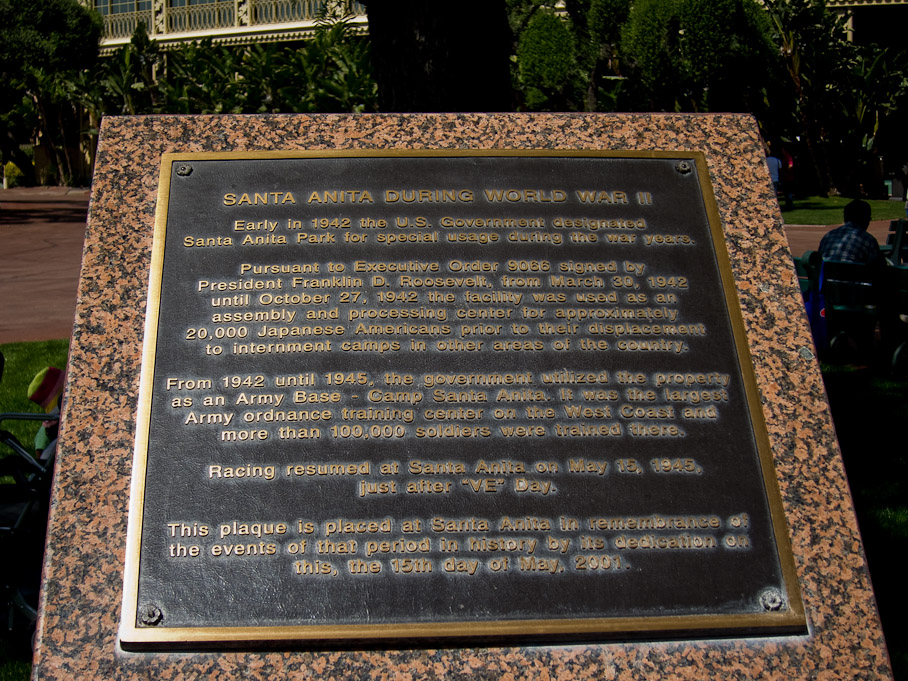 SANTA ANITA DURING WORLD WAR II
Early in 1942 the U.S. Government designated
Santa Anita Park for special usage during the war years.
Pursuant to Executive Order 9066 signed by
President Franklin D. Roosevelt, from March 30, 1942
until October 27, 1942 the facility was used as an
assembly and processing center for approximately
20,000 Japanese Americans prior to their displacement
to internment camps in other areas of the country.
From 1942 until 1945, the government utilized the property
as an Army Base - Camp Santa Anita. It was the largest
Army ordnance training center on the West Coast and
more than 100,000 soldiers were trained there.
Racing resumed at Santa Anita on May 15, 1945,
just after "VE" Day.
This plaque is placed at Santa Anita in remembrance of
the events of that period in history by its dedication on
this, the 15th day of May, 2001.